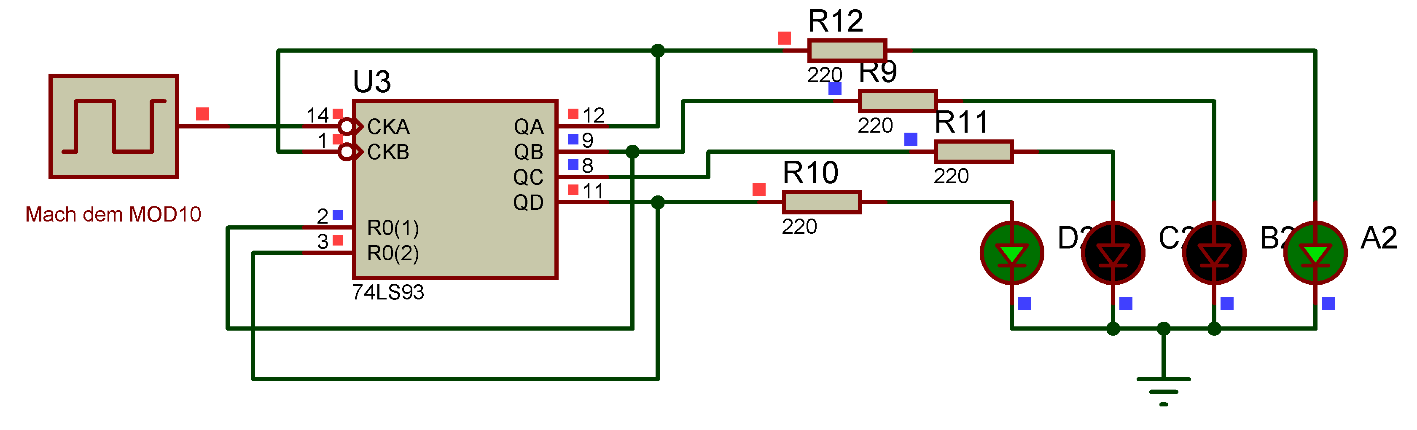 R12
220
R9
220
R11
220
R10
220
U3
14
CKA
1
CKB
2
R0(1)
3
R0(2)
QA
12
QB
9
QC
8
QD
11
74LS93
Mach dem MOD10
D2
C2
B2
A2